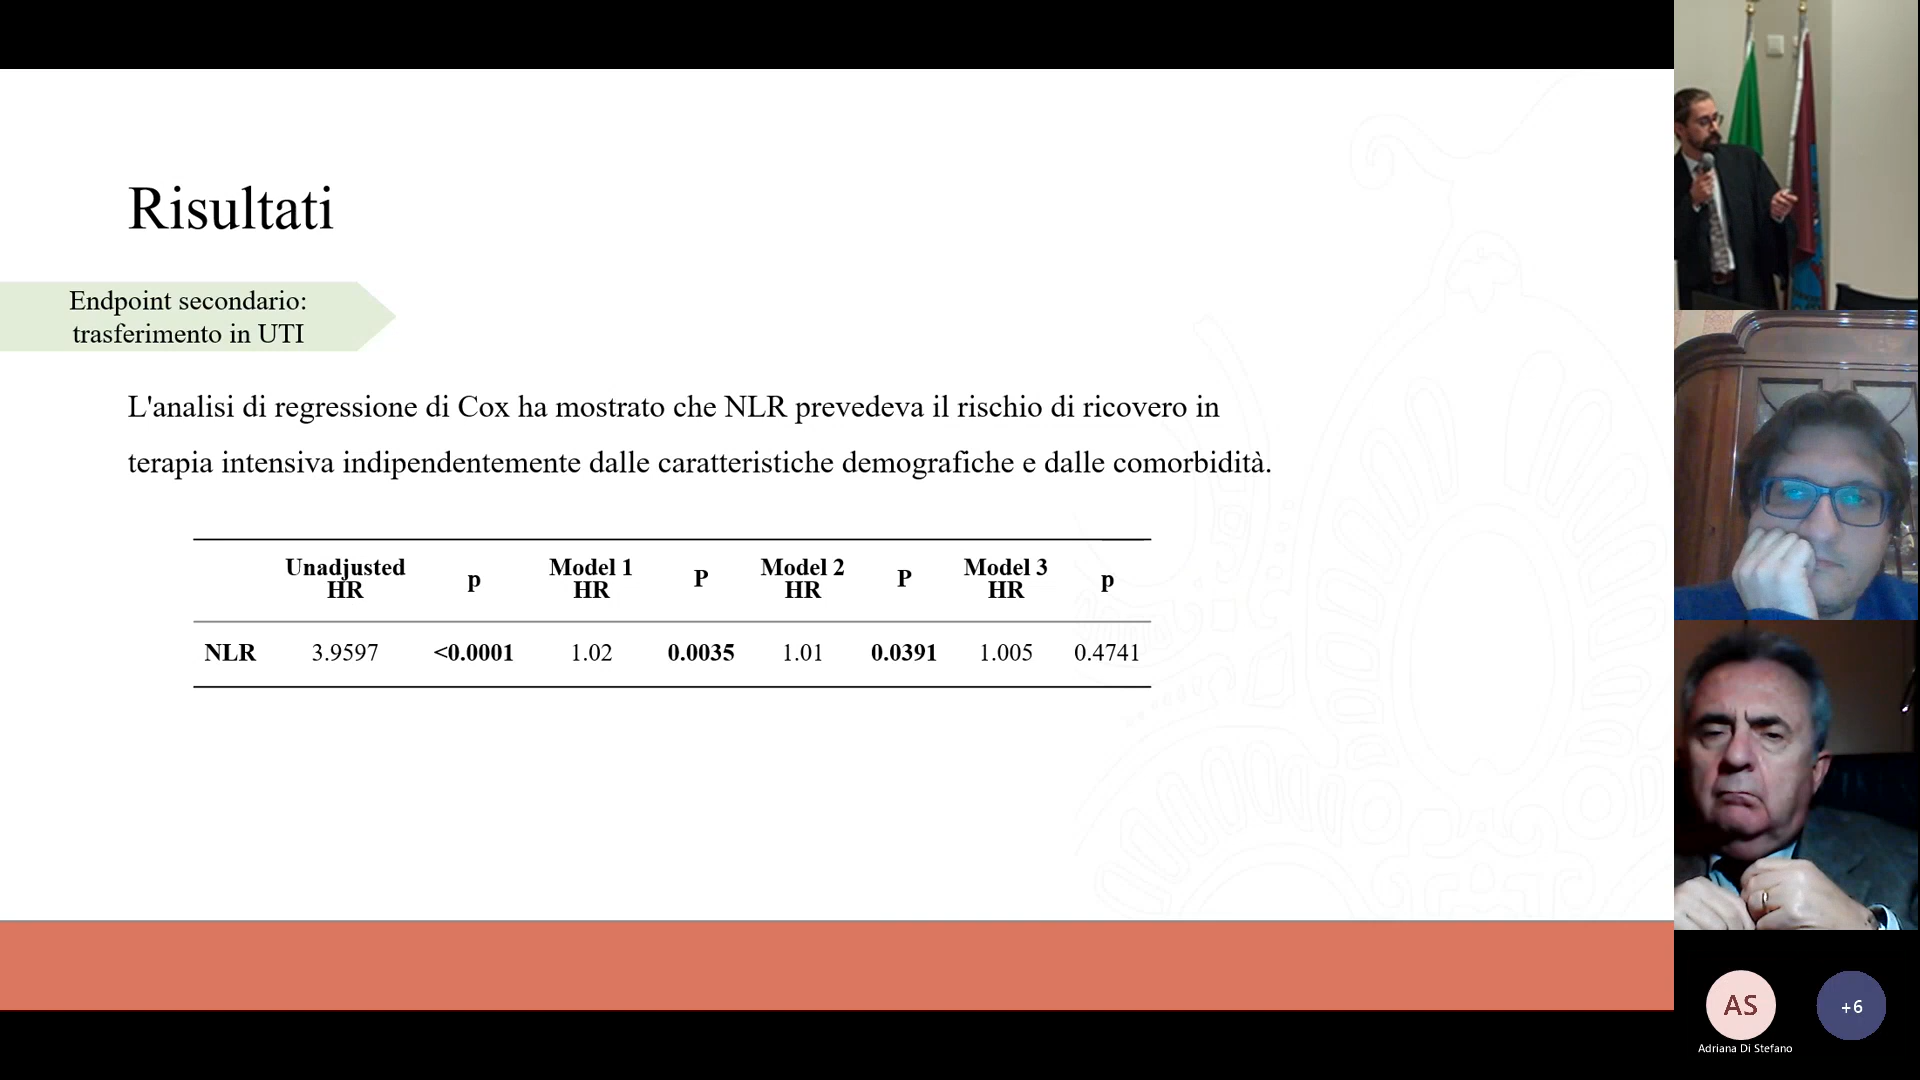 Risultati
Endpoint secondario:
trasferimento in UTI
L'analisi di regressione di Cox ha mostrato che NLR prevedeva il rischio di ricovero in
terapia intensiva indipendentemente dalle caratteristiche demografiche e dalle comorbidità.
Unadjusted HR p Model 1 HR P Model 2 HR P Model 3 HR p
NLR 3.9597 <0.0001 1.02 0.0035 1.01 0.0391 1.005 0.4741
AS
+6
Adriana Di Stefano